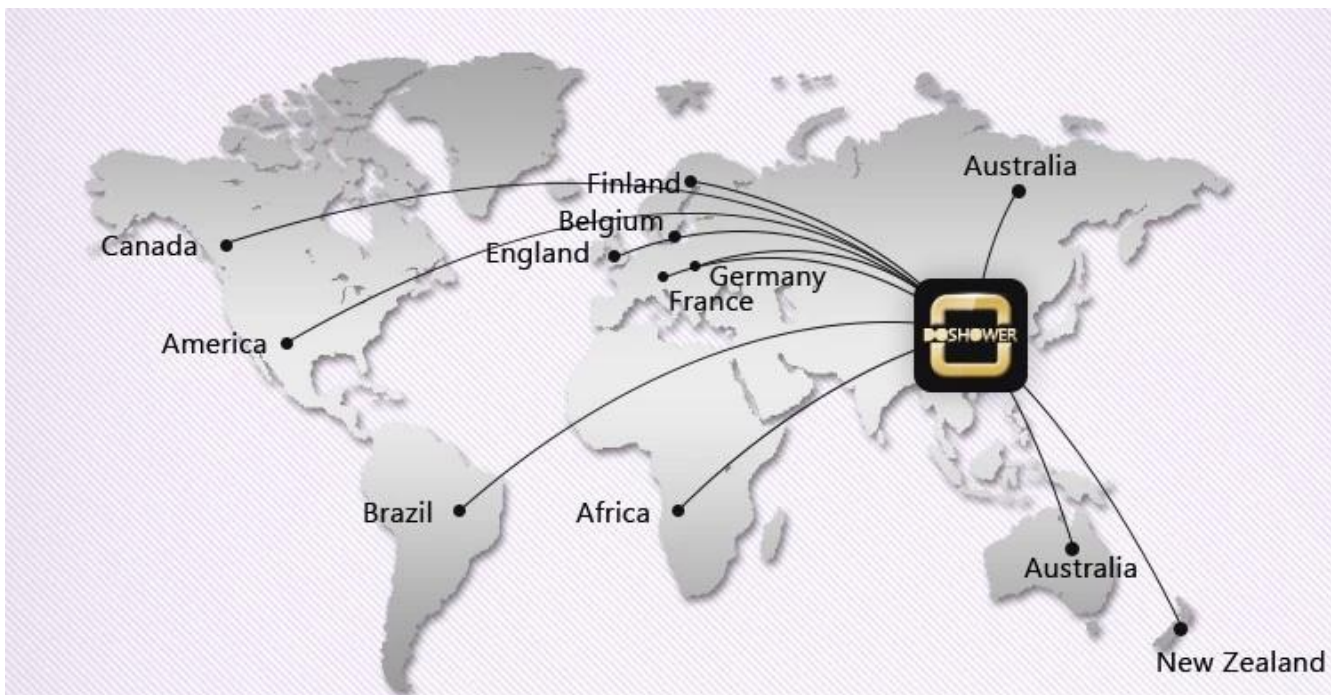 Finland
Australia
Belgium
Canada
England
Germany
France
DOSHOWER
America
Brazil
Africa
Australia
New Zealand